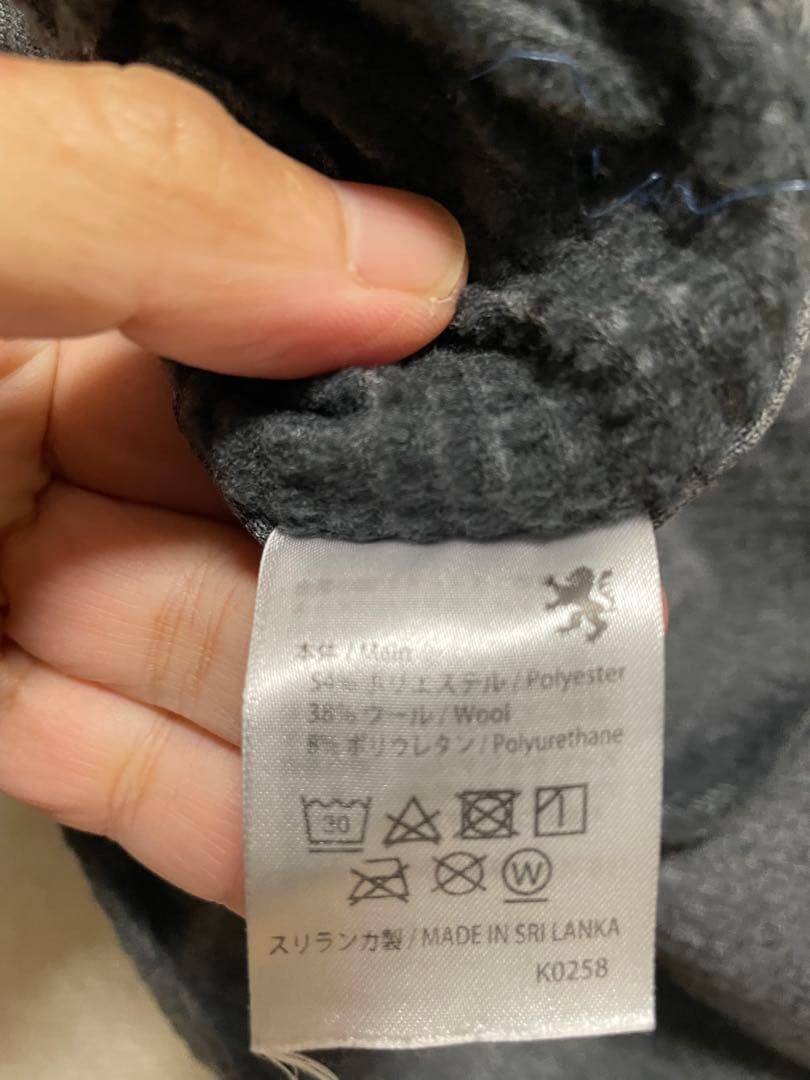 本体 / Main
54% ポリエステル / Polyester
38% ウール / Wool
8% ポリウレタン / Polyurethane
30
W
スリランカ製 / MADE IN SRI LANKA
K0258